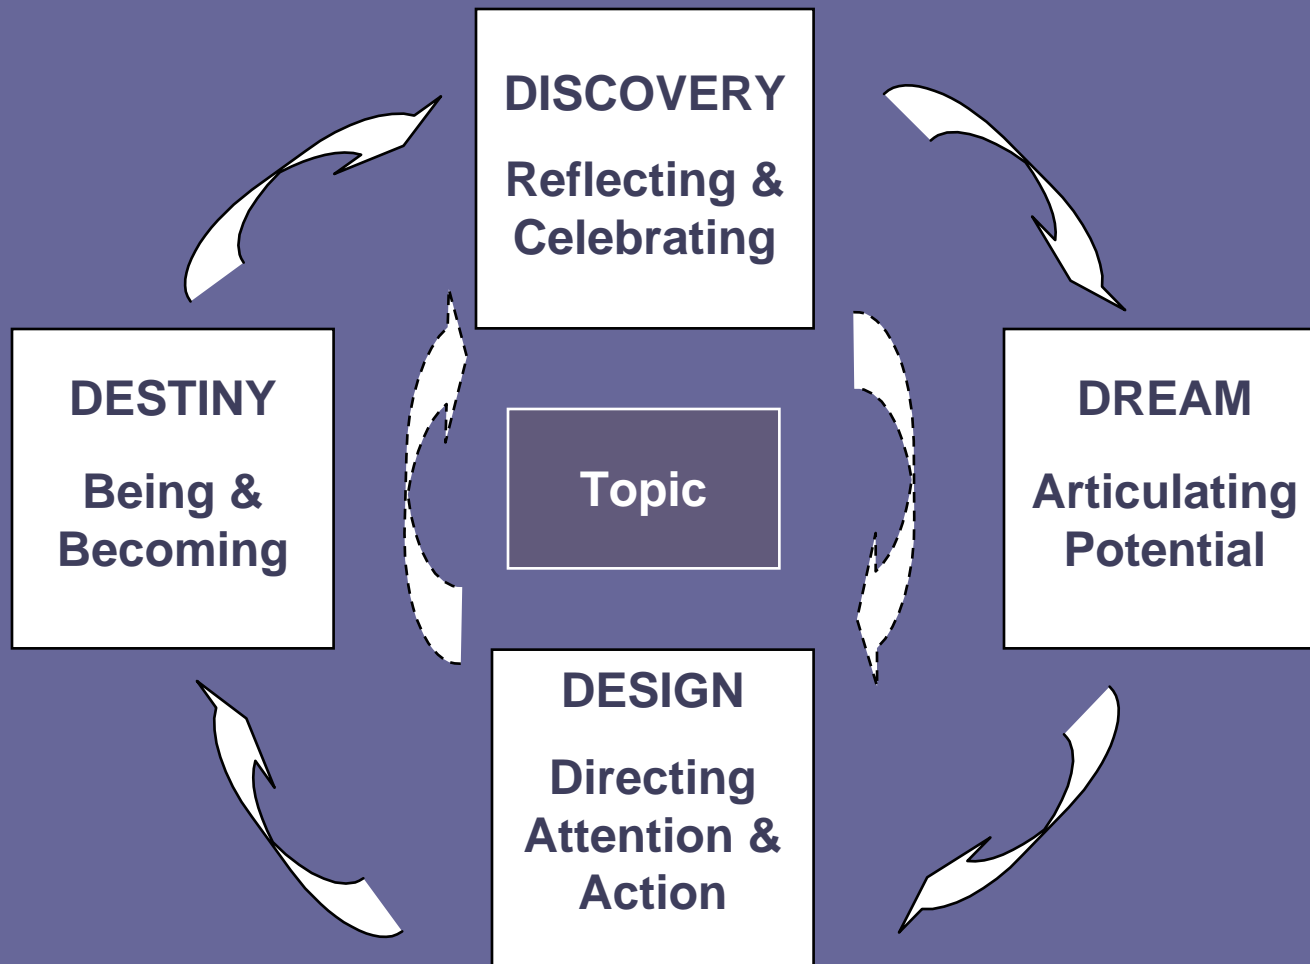 DISCOVERY
Reflecting &
Celebrating
DESTINY
Being &
Becoming
Topic
DREAM
Articulating
Potential
DESIGN
Directing
Attention &
Action